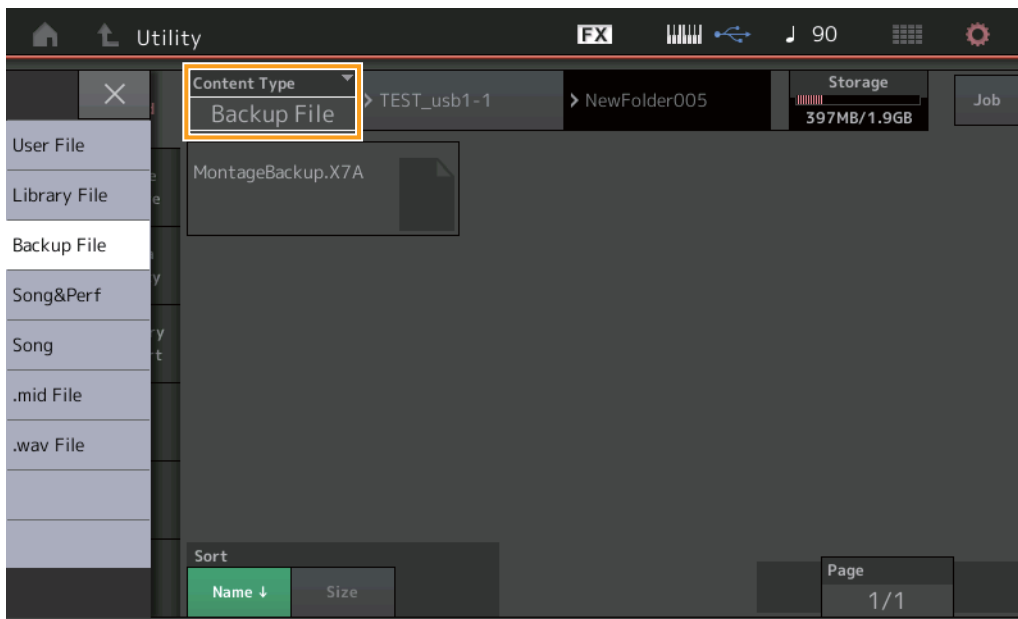 Utility
FX
90
Content Type
Backup File
TEST_usb1-1
NewFolder005
Storage
397MB/1.9GB
Job
User File
Library File
Backup File
Song&Perf
Song
.mid File
.wav File
MontageBackup.X7A
Sort
Name ↓
Size
Page
1/1